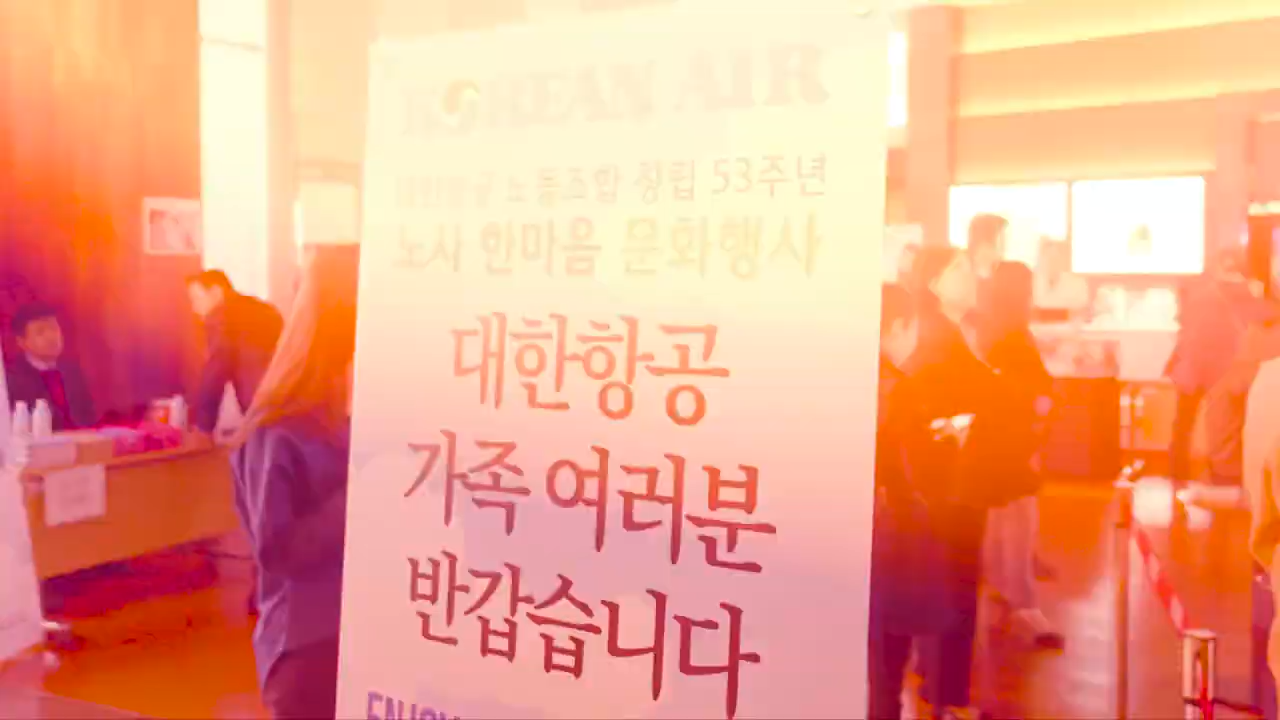 KOREAN AIR
대한항공 노동조합 창립 53주년
노사 한마음 문화행사
대한항공
가족 여러분
반갑습니다
ENJOY